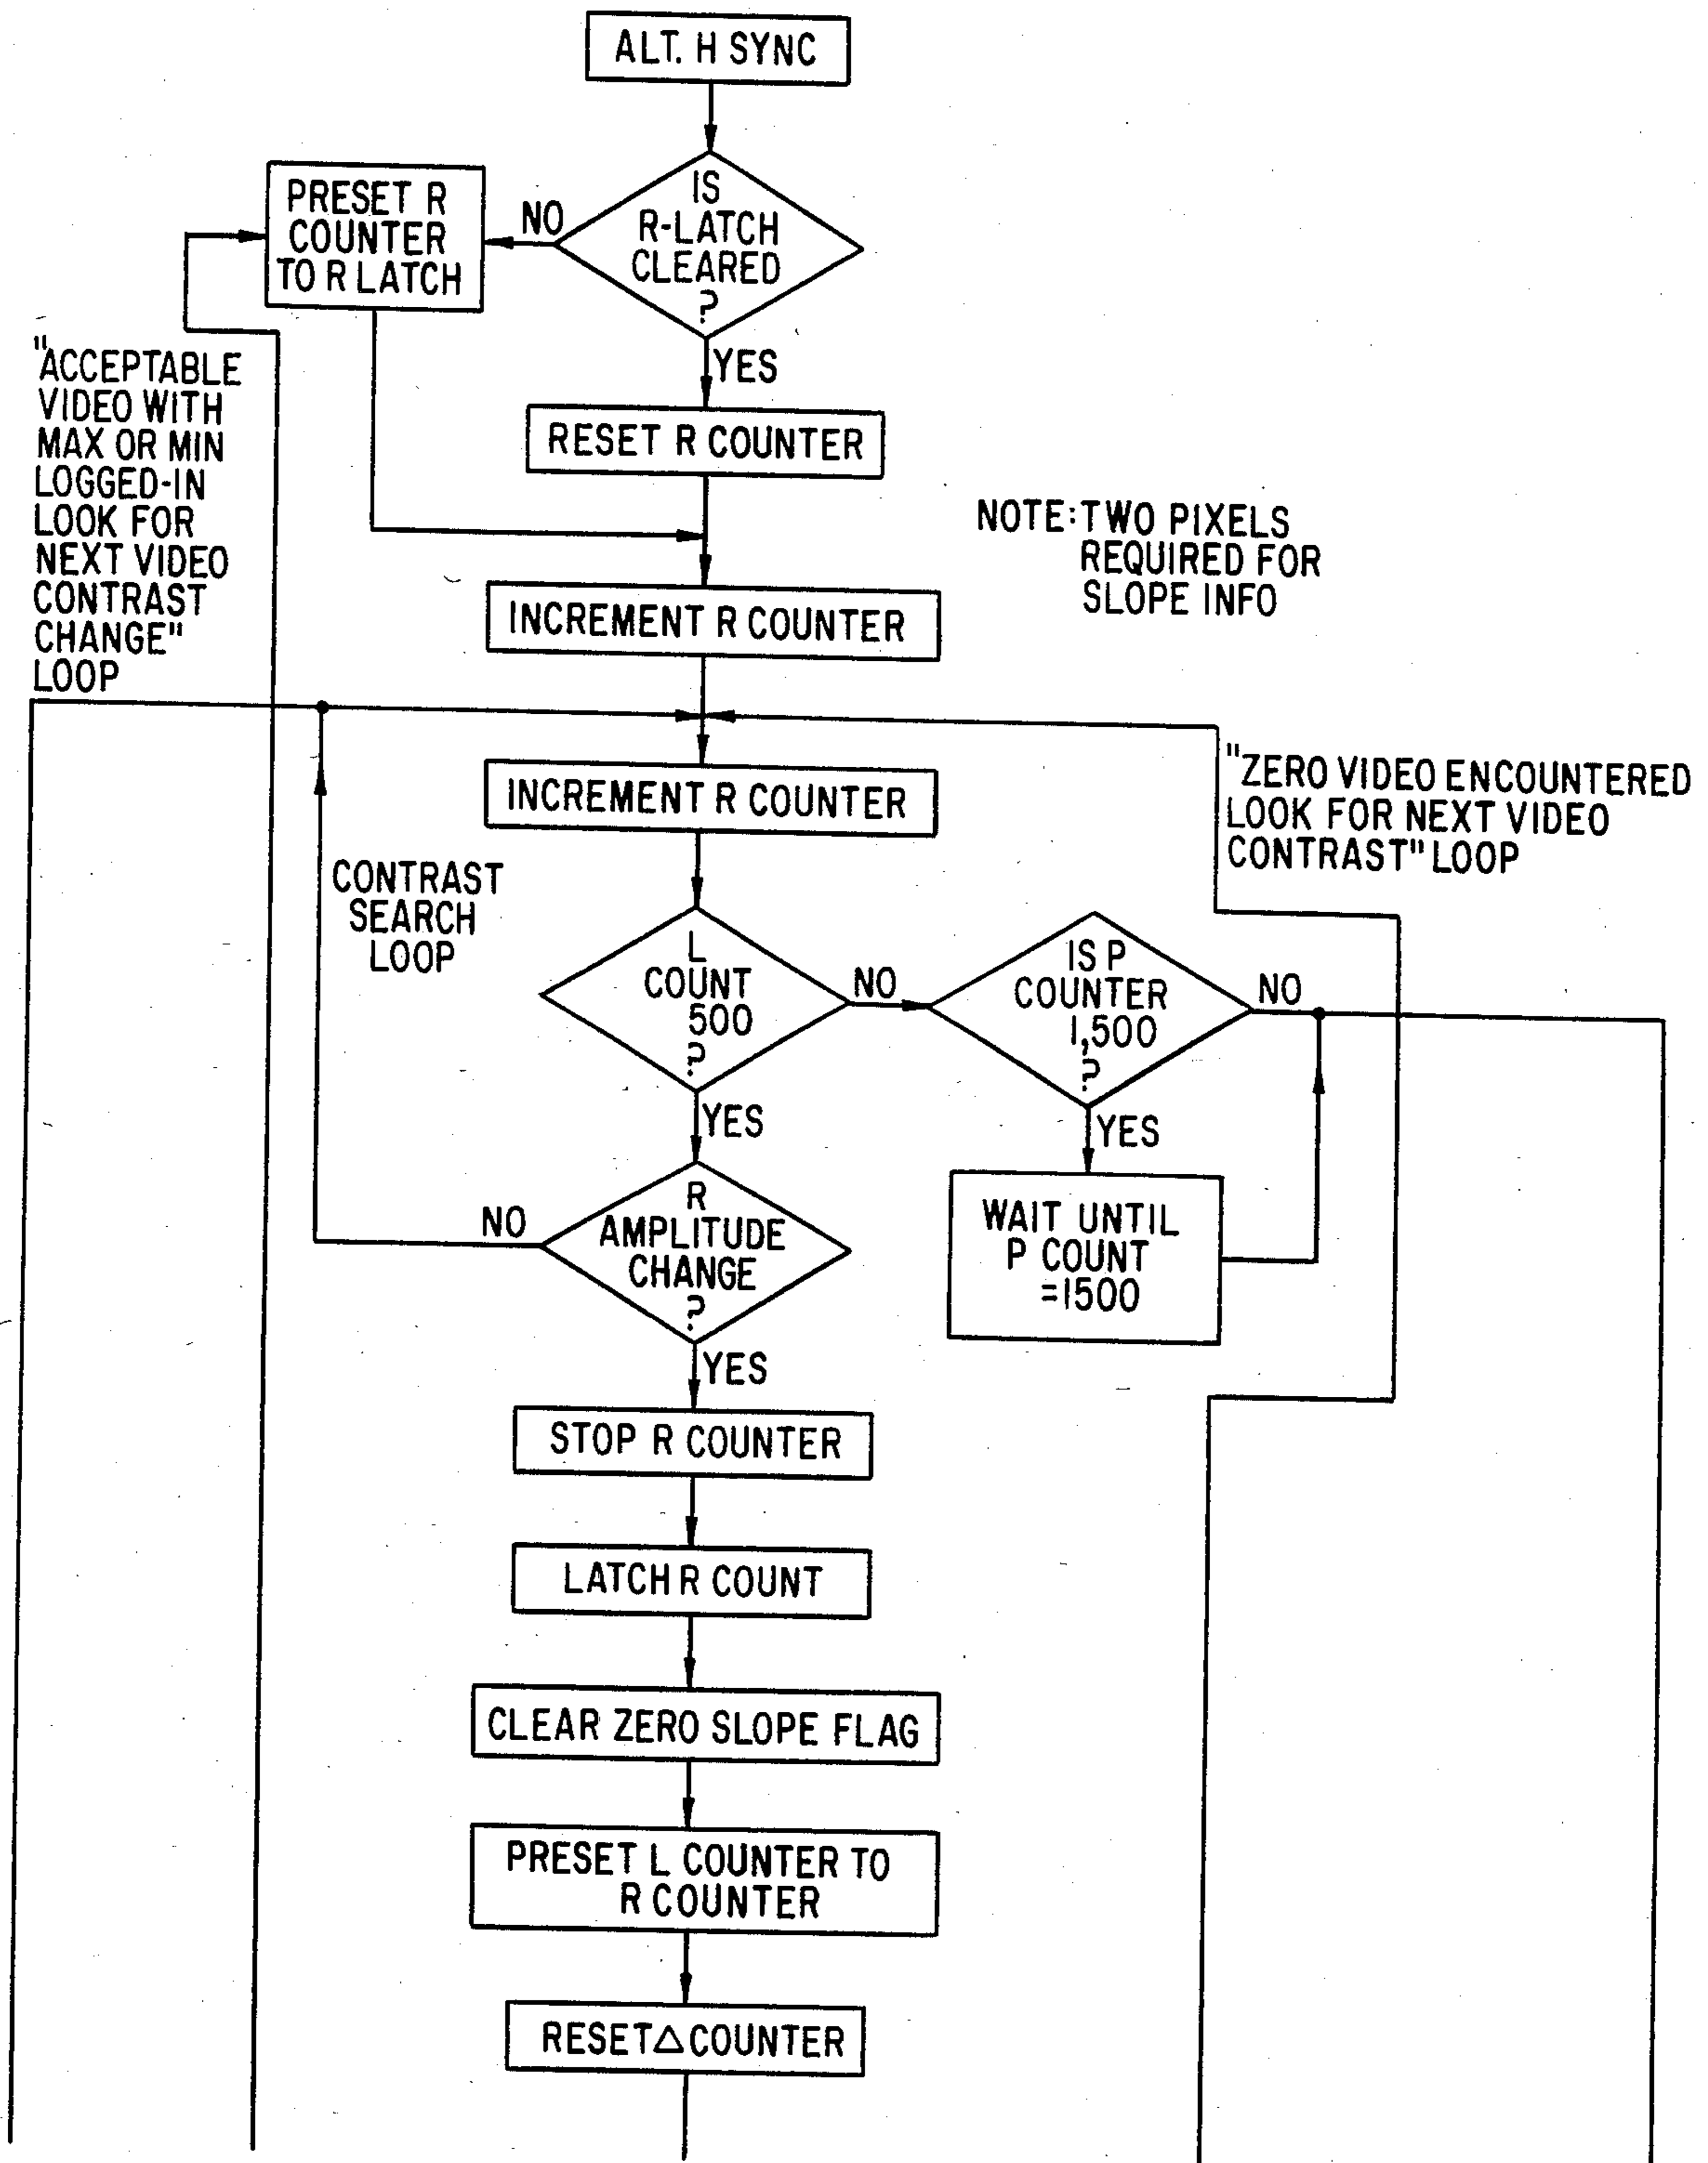 ALT. H SYNC
IS
R-LATCH
CLEARED
?
NO
PRESET R
COUNTER
TO R LATCH
YES
RESET R COUNTER
"ACCEPTABLE
VIDEO WITH
MAX OR MIN
LOGGED-IN
LOOK FOR
NEXT VIDEO
CONTRAST
CHANGE"
LOOP
NOTE: TWO PIXELS
REQUIRED FOR
SLOPE INFO
INCREMENT R COUNTER
INCREMENT R COUNTER
"ZERO VIDEO ENCOUNTERED
LOOK FOR NEXT VIDEO
CONTRAST" LOOP
CONTRAST
SEARCH
LOOP
L
COUNT
500
?
NO
IS P
COUNTER
1,500
?
NO
YES
YES
WAIT UNTIL
P COUNT
=1500
R
AMPLITUDE
CHANGE
?
NO
YES
STOP R COUNTER
LATCH R COUNT
CLEAR ZERO SLOPE FLAG
PRESET L COUNTER TO
R COUNTER
RESET △ COUNTER